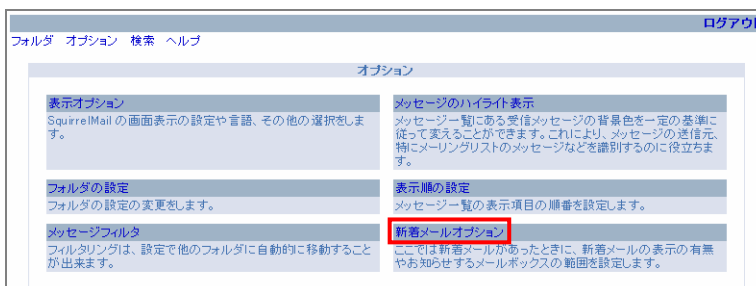 ログアウト
フォルダ オプション 検索 ヘルプ
オプション
表示オプション
SquirrelMail の画面表示の設定や言語、その他の選択をしま
す。
メッセージのハイライト表示
メッセージ一覧にある受信メッセージの背景色を一定の基準に
従って変えることができます。これにより、メッセージの送信元、
特にメーリングリストのメッセージなどを識別するのに役立ちま
す。
フォルダの設定
フォルダの設定の変更をします。
表示順の設定
メッセージ一覧の表示項目の順番を設定します。
メッセージフィルタ
フィルタリングは、設定で他のフォルダに自動的に移動すること
が出来ます。
新着メールオプション
ここでは新着メールがあったときに、新着メールの表示の有無
やお知らせするメールボックスの範囲を設定します。